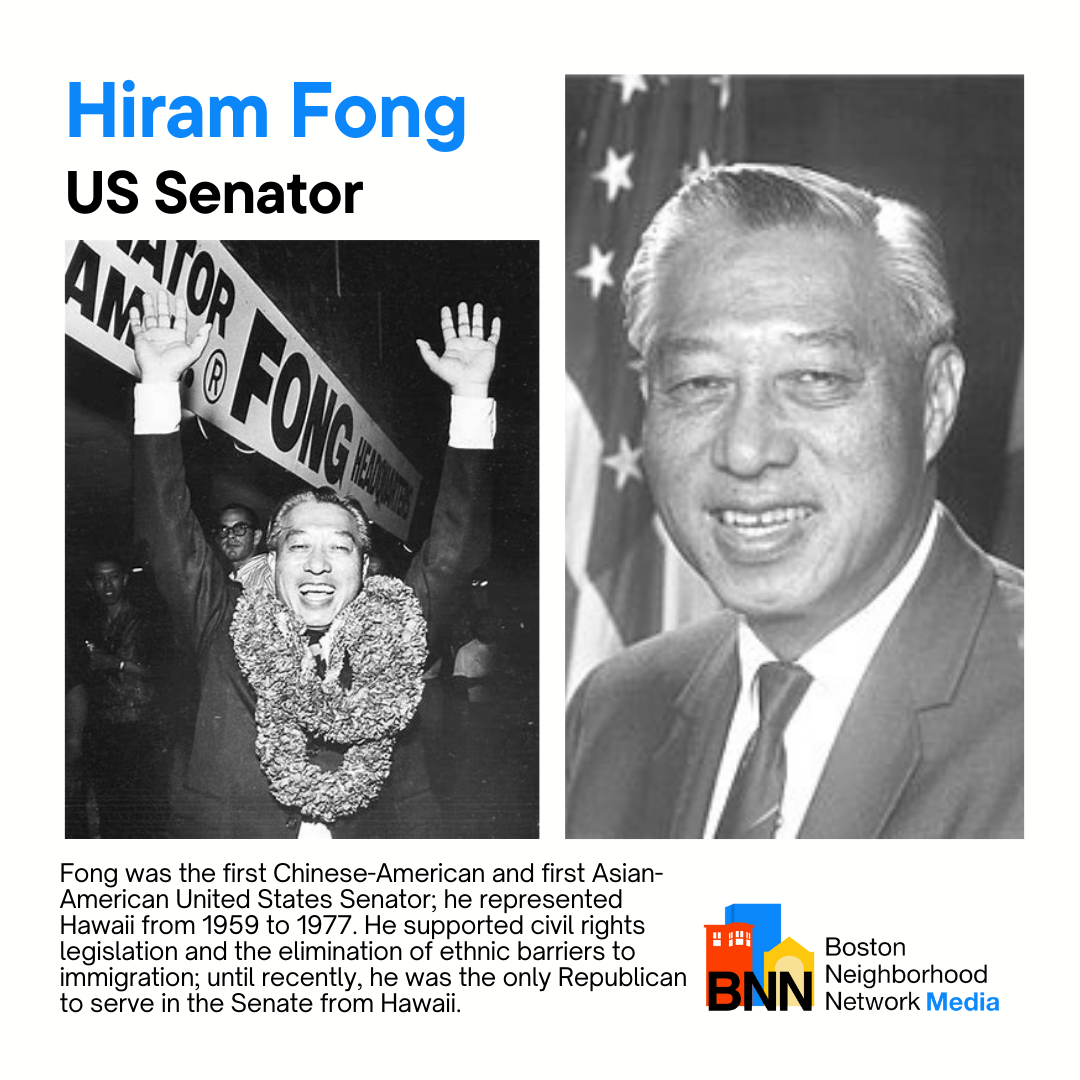 Hiram Fong
US Senator
ATOR
AM
(R) FONG HEADQUARTERS
Fong was the first Chinese-American and first Asian-
American United States Senator; he represented
Hawaii from 1959 to 1977. He supported civil rights
legislation and the elimination of ethnic barriers to
immigration; until recently, he was the only Republican
to serve in the Senate from Hawaii.
BNN
Boston
Neighborhood
Network Media